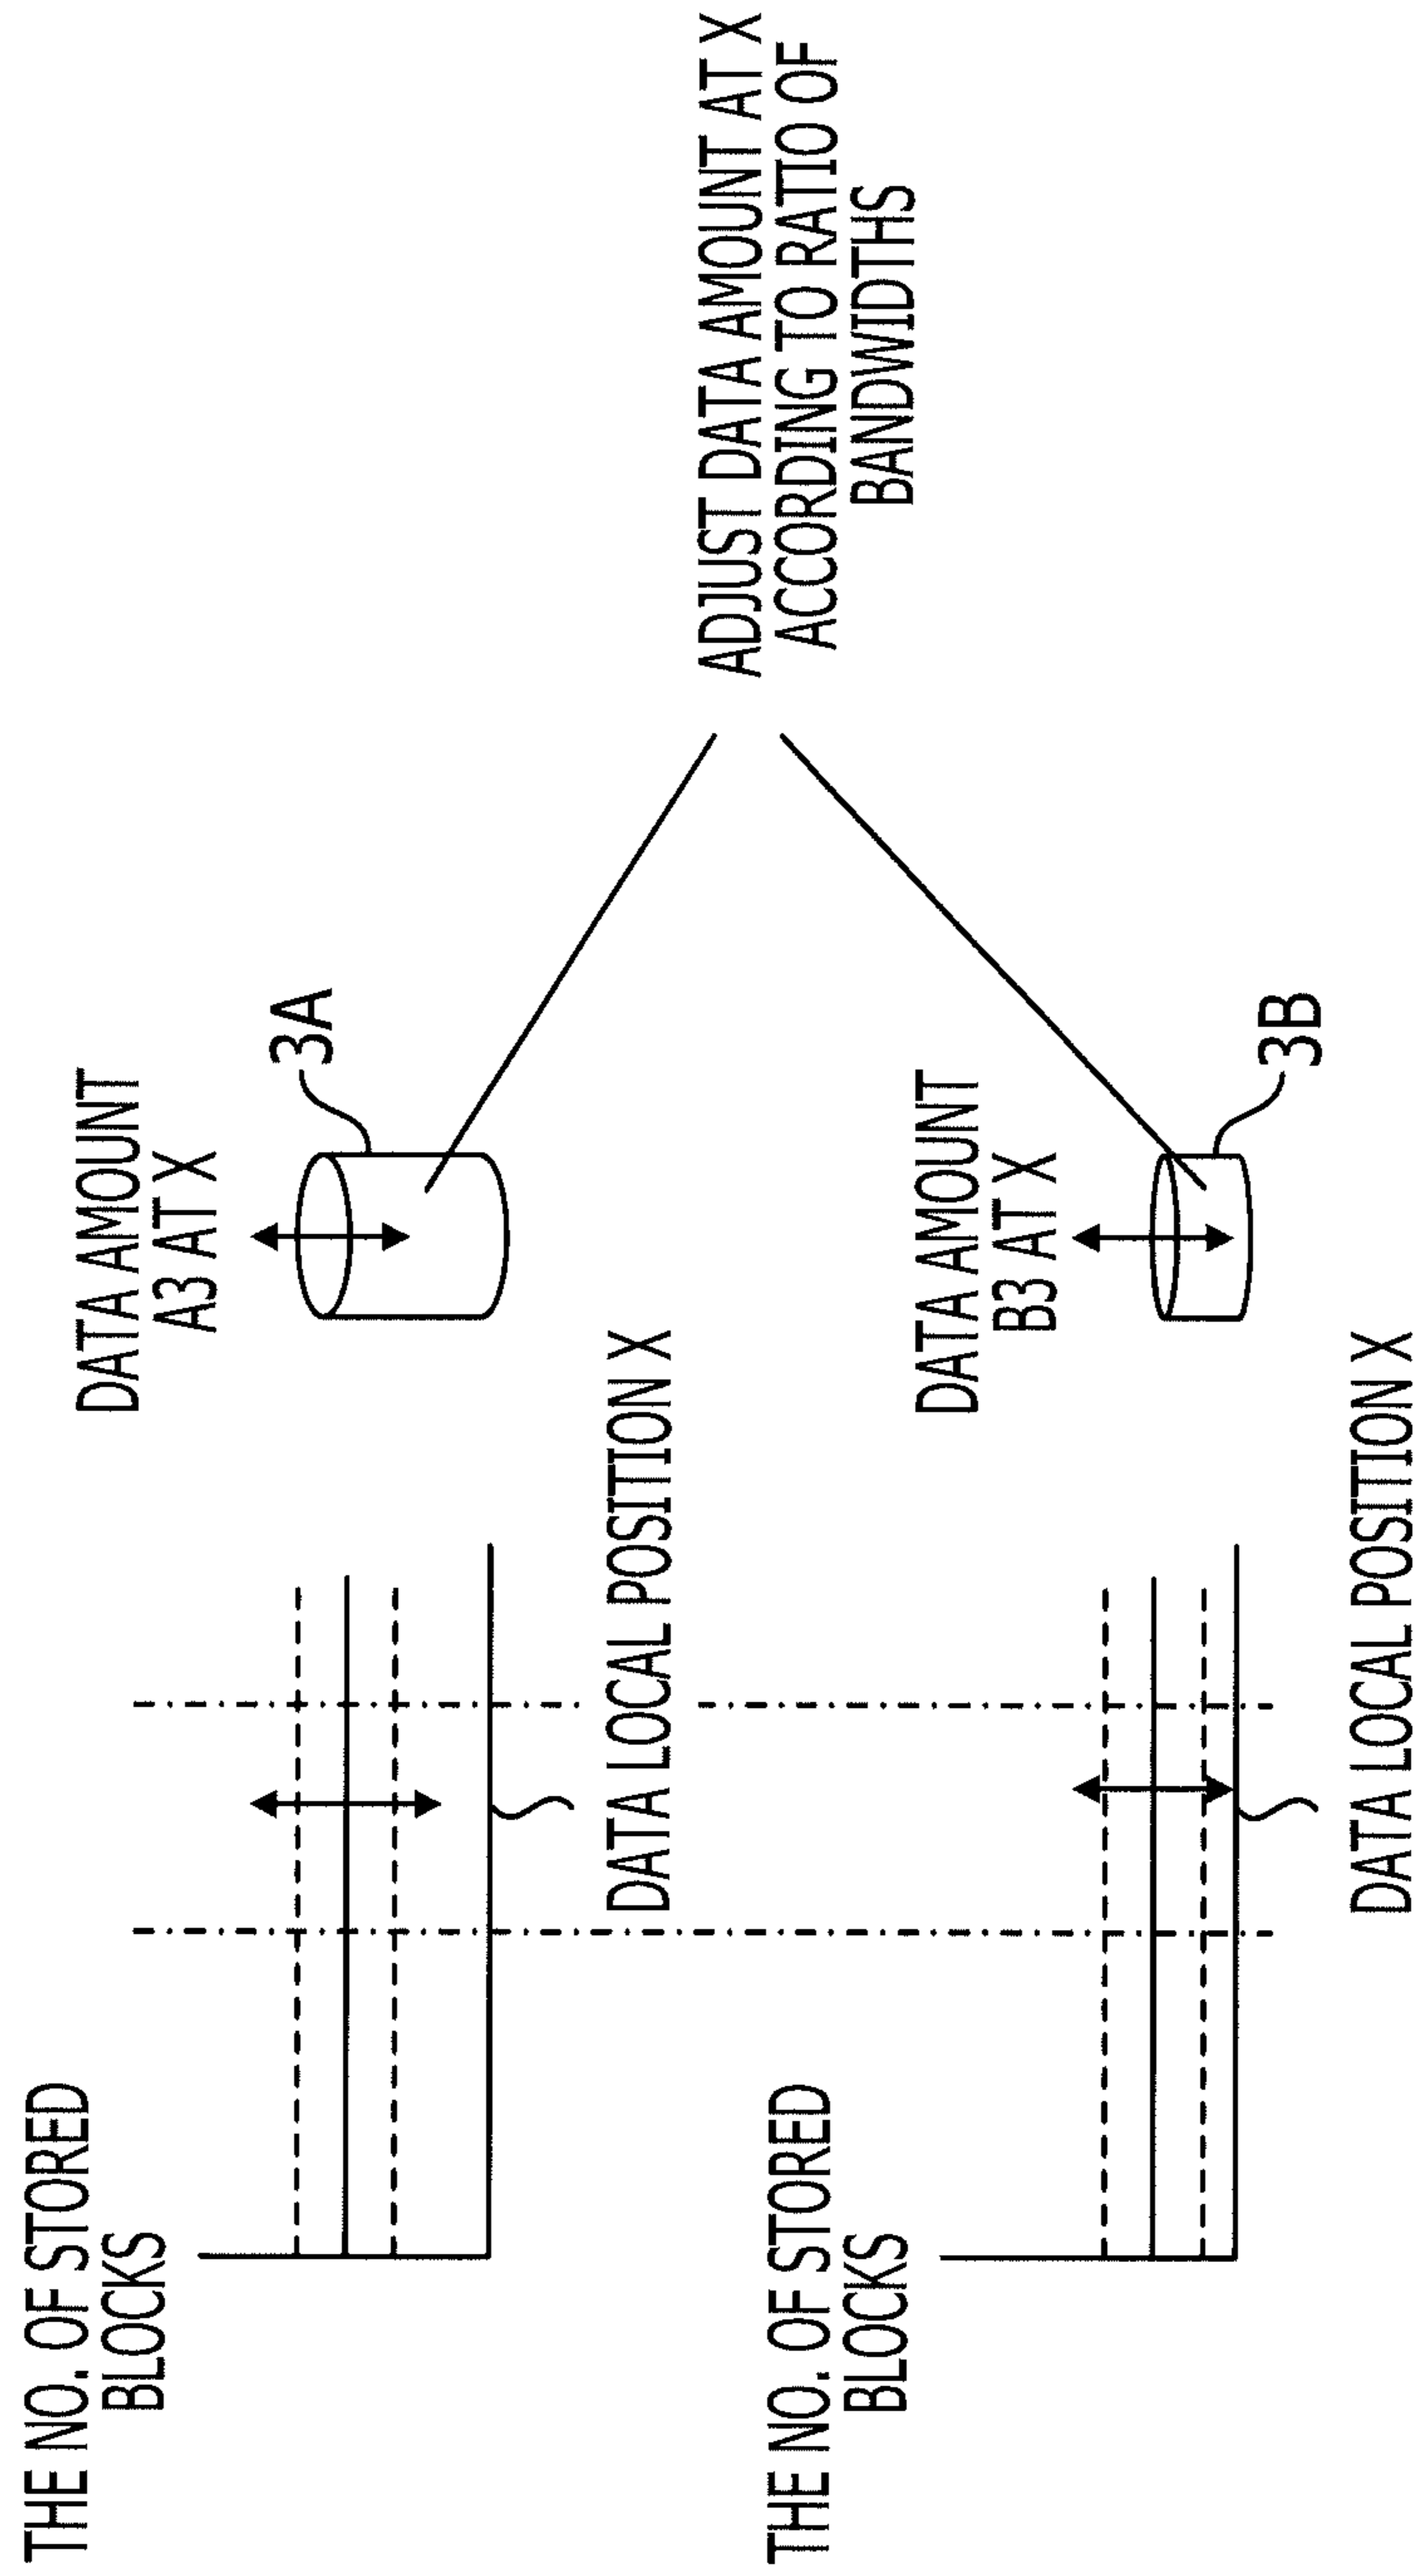 THE NO. OF STORED
BLOCKS
DATA LOCAL POSITION X
DATA AMOUNT
A3 AT X
3A
THE NO. OF STORED
BLOCKS
DATA LOCAL POSITION X
DATA AMOUNT
B3 AT X
3B
ADJUST DATA AMOUNT AT X
ACCORDING TO RATIO OF
BANDWIDTHS